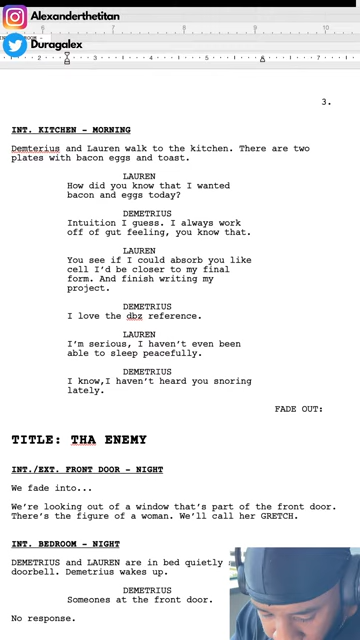 Alexanderthetitan
Duragalex
3.
INT. KITCHEN – MORNING
Demterius and Lauren walk to the kitchen. There are two
plates with bacon eggs and toast.
LAUREN
How did you know that I wanted
bacon and eggs today?
DEMETRIUS
Intuition I guess. I always work
off of gut feeling, you know that.
LAUREN
You see if I could absorb you like
cell I'd be closer to my final
form. And finish writing my
project.
DEMETRIUS
I love the dbz reference.
LAUREN
I'm serious, I haven't even been
able to sleep peacefully.
DEMETRIUS
I know,I haven't heard you snoring
lately.
FADE OUT:
TITLE: THA ENEMY
INT./EXT. FRONT DOOR – NIGHT
We fade into...
We're looking out of a window that's part of the front door.
There's the figure of a woman. We'll call her GRETCH.
INT. BEDROOM – NIGHT
DEMETRIUS and LAUREN are in bed quietly
doorbell. Demetrius wakes up.
DEMETRIUS
Someones at the front door.
No response.